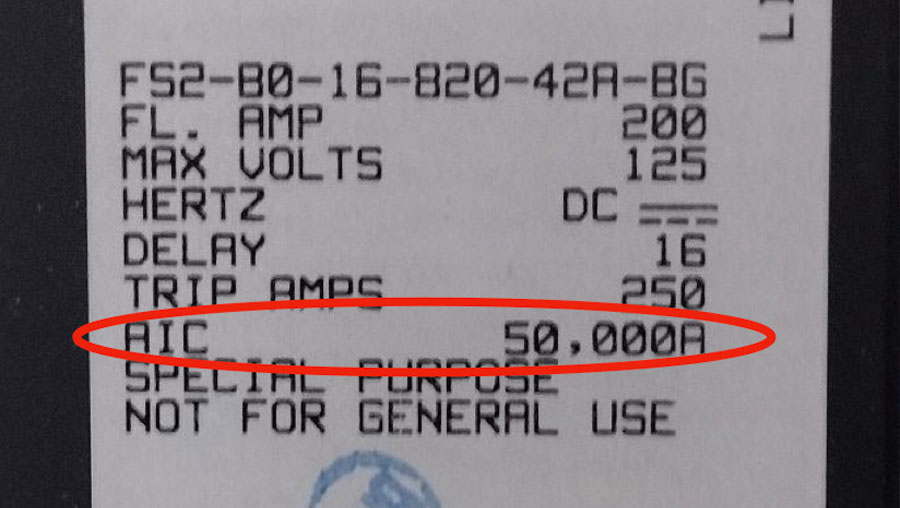 FS2-B0-16-820-42A-BG
FL. AMP 200
MAX VOLTS 125
HERTZ DC
DELAY 16
TRIP AMPS 250
AIC 50,000A
SPECIAL PURPOSE
NOT FOR GENERAL USE